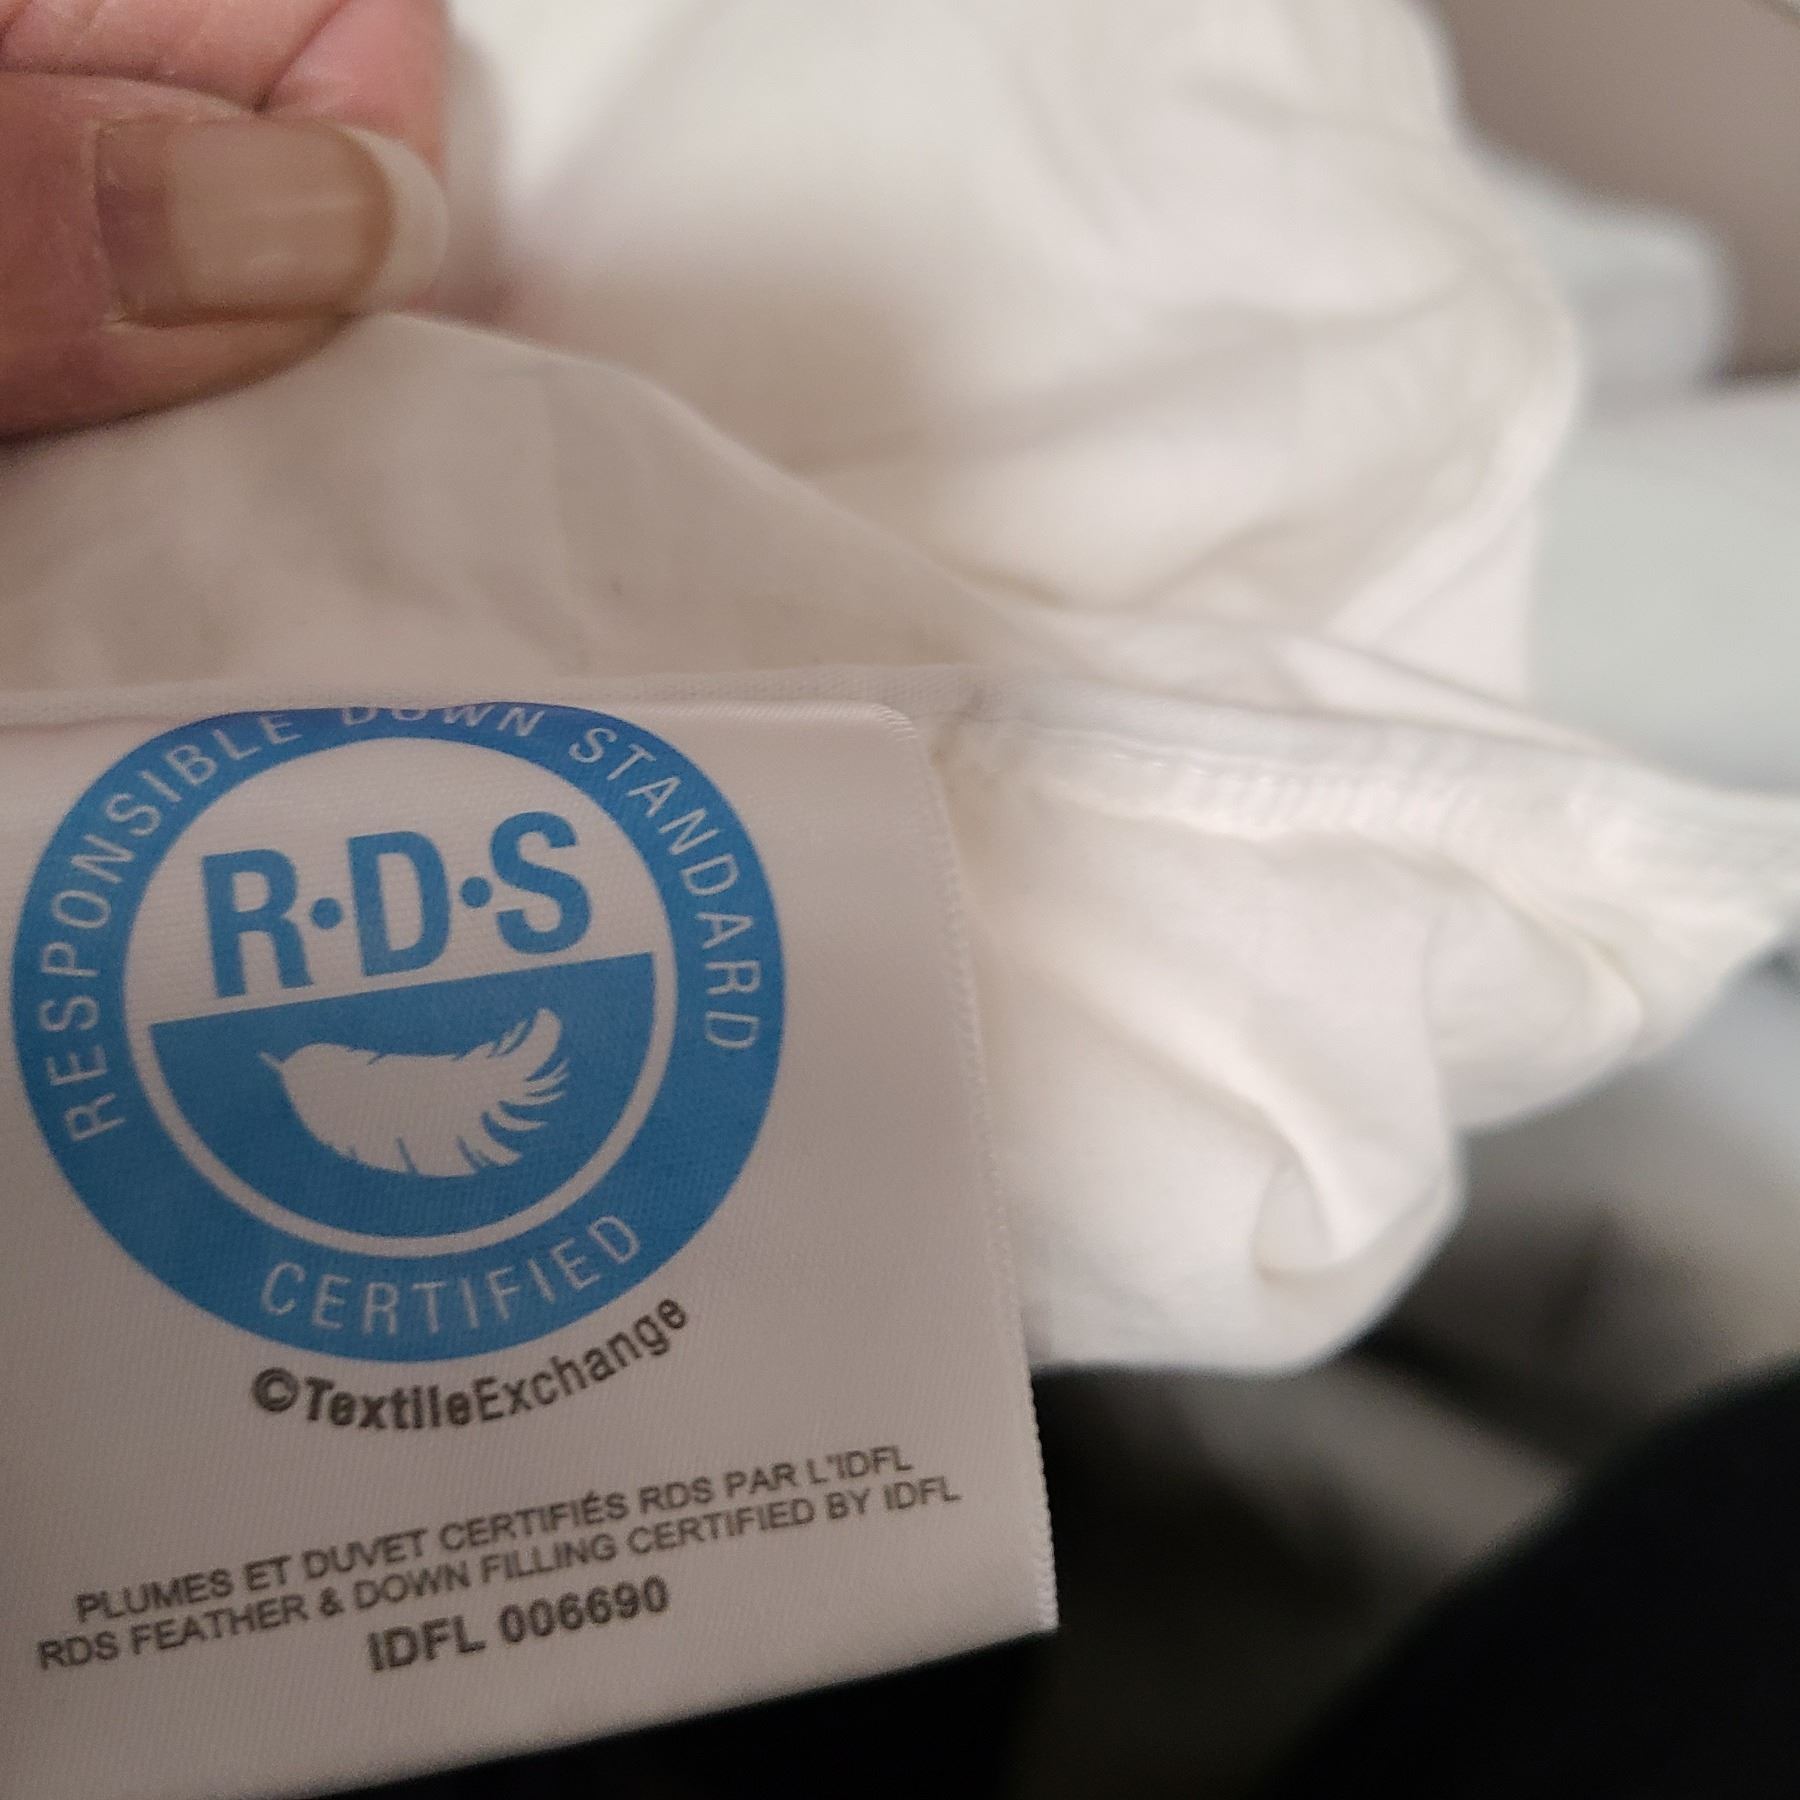 RESPONSIBLE DOWN STANDARD
R·D·S
CERTIFIED
©TextileExchange
PLUMES ET DUVET CERTIFIÉS RDS PAR L'IDFL
RDS FEATHER & DOWN FILLING CERTIFIED BY IDFL
IDFL 006690